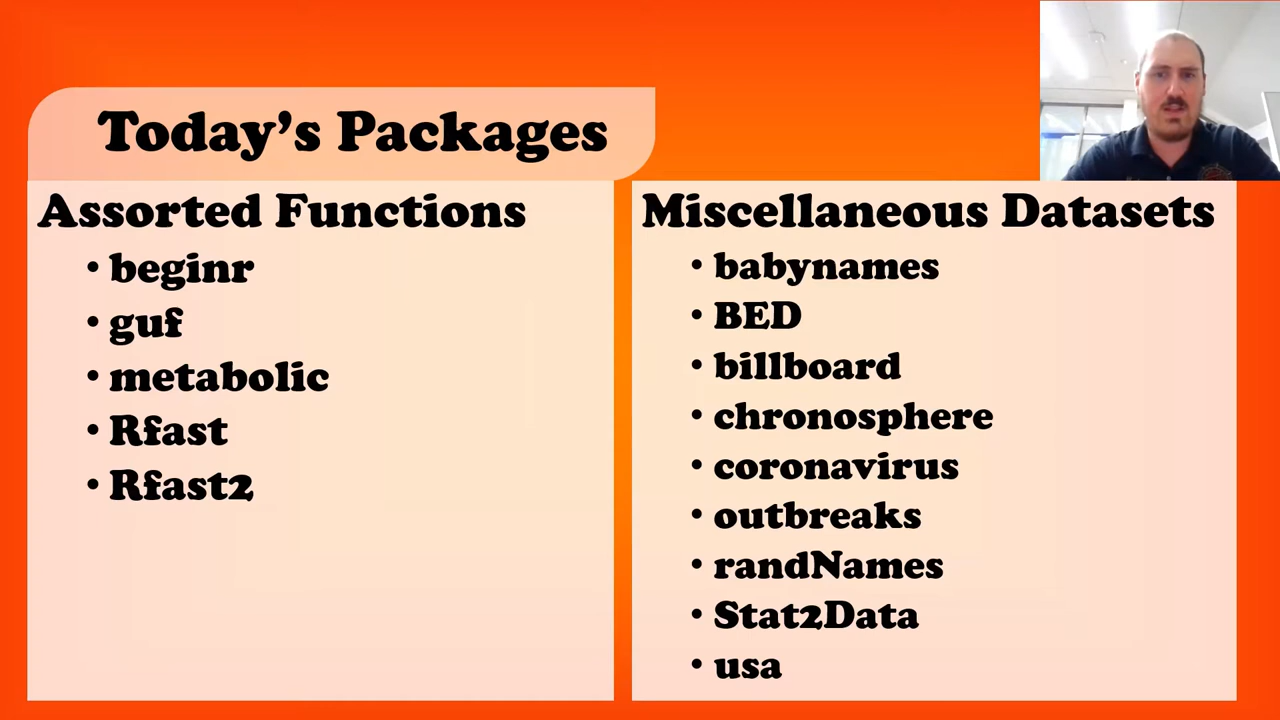 Today's Packages
Assorted Functions
• beginr
• guf
• metabolic
• Rfast
• Rfast2
Miscellaneous Datasets
• babynames
• BED
• billboard
• chronosphere
• coronavirus
• outbreaks
• randNames
• Stat2Data
• usa